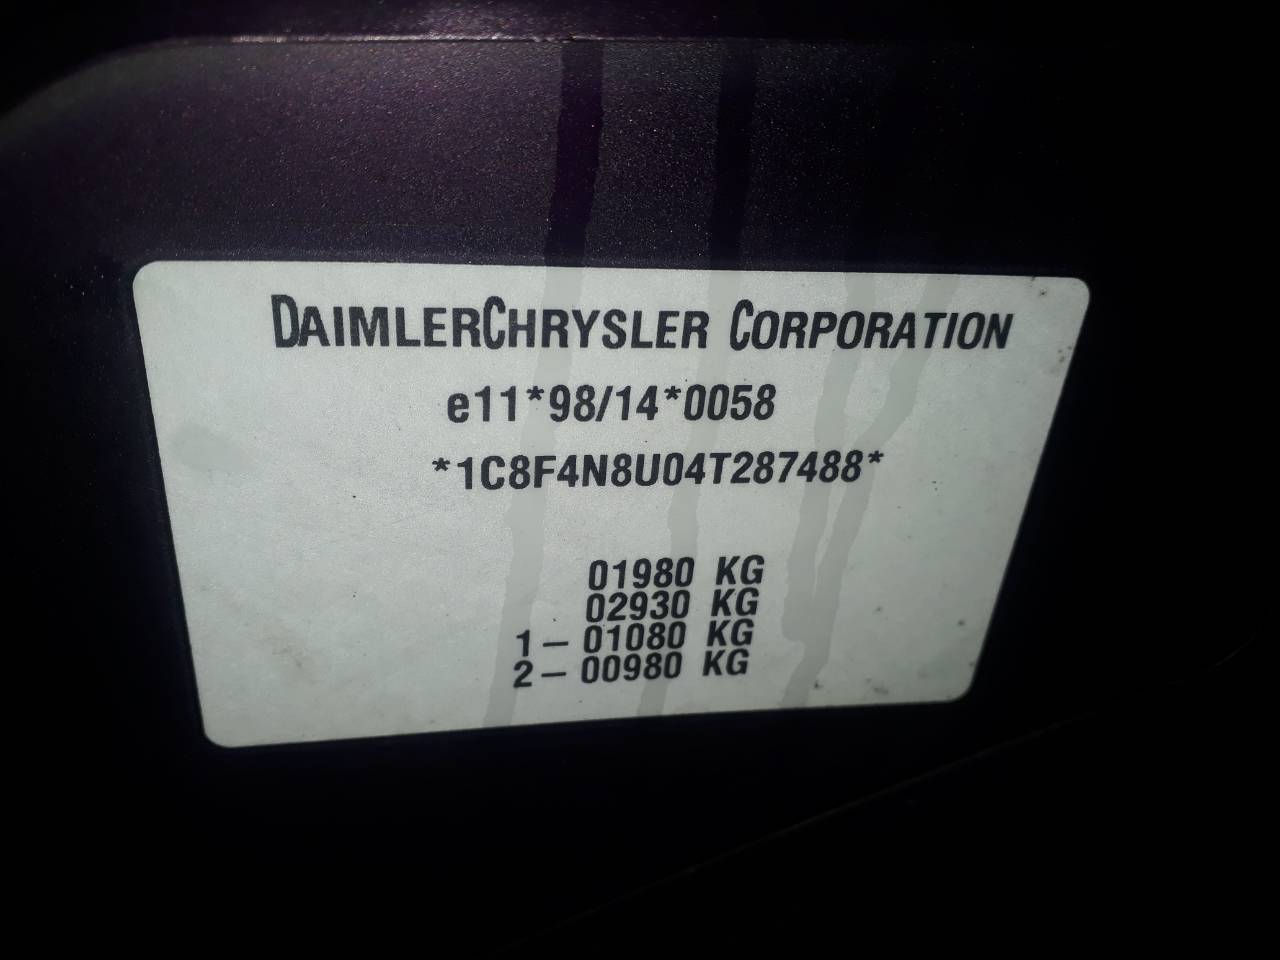 DAIMLERCHRYSLER CORPORATION
e11*98/14*0058
*1C8F4N8U04T287488*
01980 KG
02930 KG
1– 01080 KG
2– 00980 KG